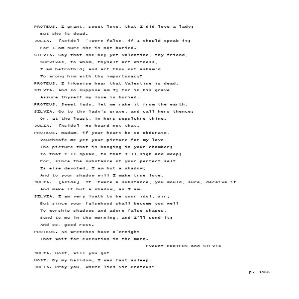 PROTEUS. I grant, sweet love, that I did love a lady;
But she is dead.
JULIA. [Aside] 'Twere false, if I should speak it;
For I am sure she is not buried.
SILVIA. Say that she be; yet Valentine, thy friend,
Survives, to whom, thyself art witness,
I am betroth'd; and art thou not asham'd
To wrong him with thy importunacy?
PROTEUS. I likewise hear that Valentine is dead.
SILVIA. And so suppose am I; for in his grave
Assure thyself my love is buried.
PROTEUS. Sweet lady, let me rake it from the earth.
SILVIA. Go to thy lady's grave, and call hers thence;
Or, at the least, in hers sepulchre thine.
JULIA. [Aside] He heard not that.
PROTEUS. Madam, if your heart be so obdurate,
Vouchsafe me yet your picture for my love,
The picture that is hanging in your chamber;
To that I'll speak, to that I'll sigh and weep;
For, since the substance of your perfect self
Is else devoted, I am but a shadow;
And to your shadow will I make true love.
JULIA. [Aside] If 'twere a substance, you would, sure, deceive it
And make it but a shadow, as I am.
SILVIA. I am very loath to be your idol, sir;
But since your falsehood shall become you well
To worship shadows and adore false shapes,
Send to me in the morning, and I'll send it;
And so, good rest.
PROTEUS. As wretches have o'ernight
That wait for execution in the morn.
Exeunt PROTEUS and SILVIA
JULIA. Host, will you go?
HOST. By my halidom, I was fast asleep.
JULIA. Pray you, where lies Sir Proteus?
p.